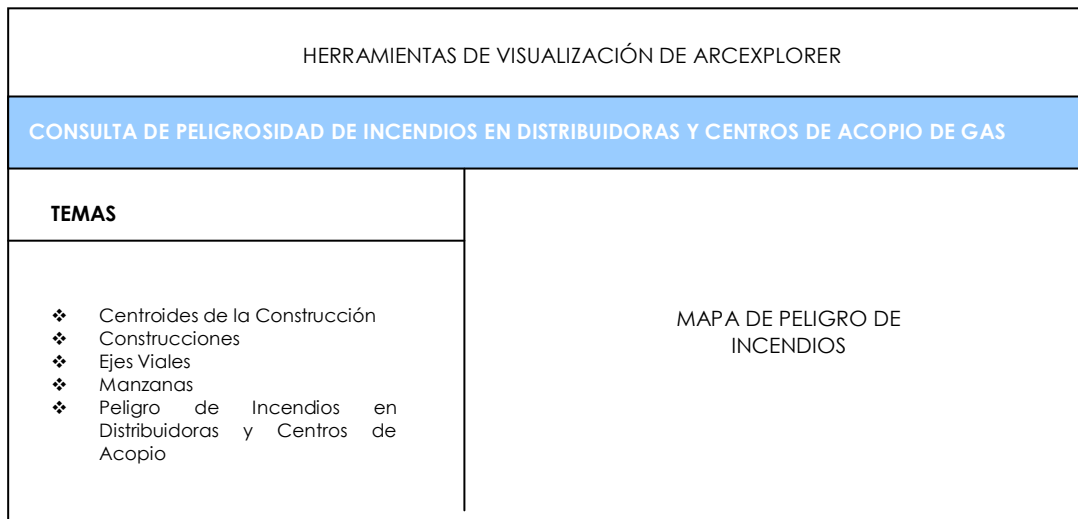 HERRAMIENTAS DE VISUALIZACIÓN DE ARCEXPLORER
CONSULTA DE PELIGROSIDAD DE INCENDIOS EN DISTRIBUIDORAS Y CENTROS DE ACOPIO DE GAS
TEMAS
❖ Centroides de la Construcción
❖ Construcciones
❖ Ejes Viales
❖ Manzanas
❖ Peligro de Incendios en
Distribuidoras y Centros de
Acopio
MAPA DE PELIGRO DE
INCENDIOS